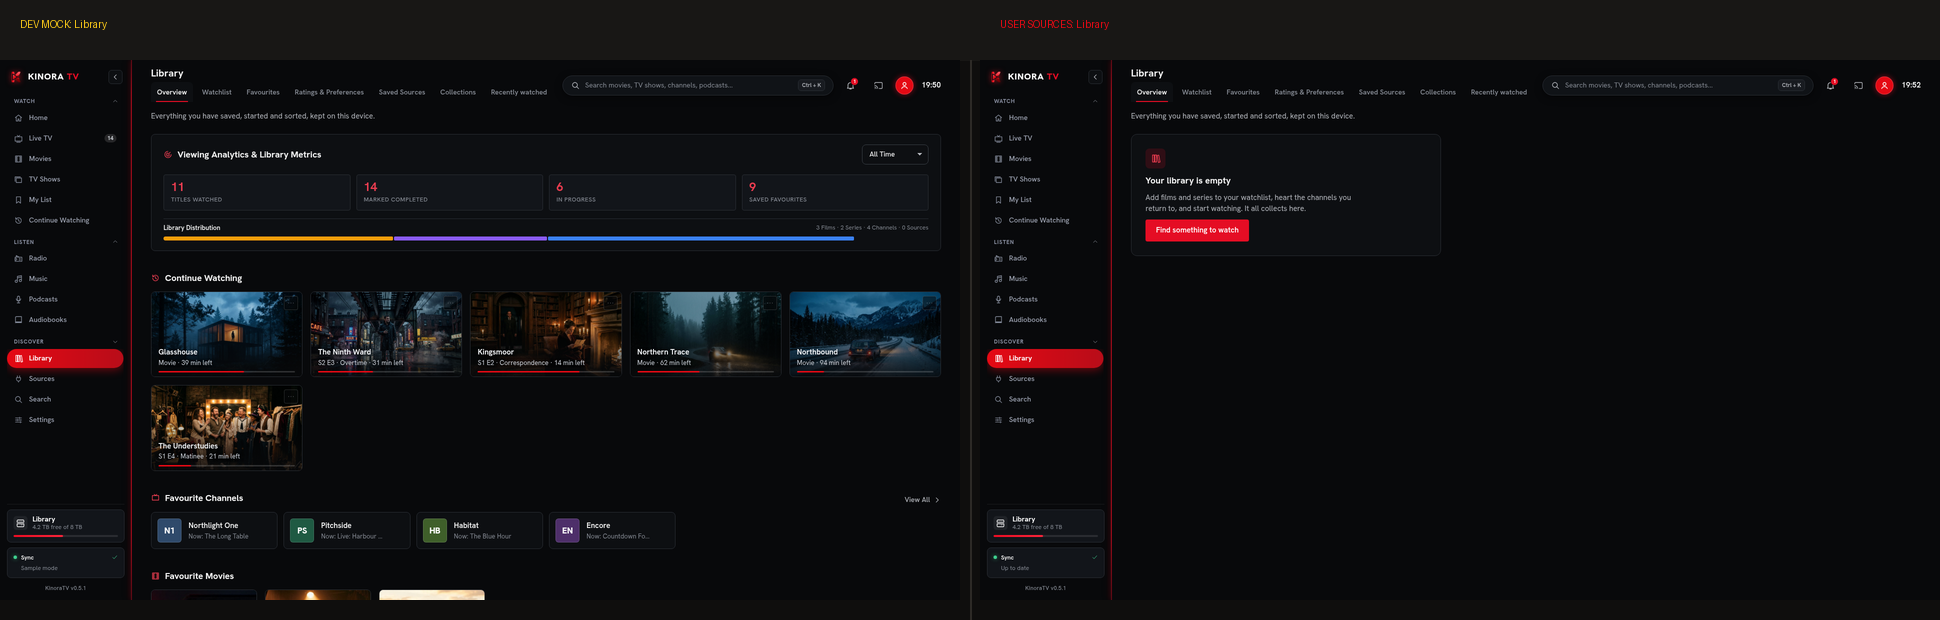 DEV MOCK: Library
KINORA TV
WATCH
Home
Live TV 14
Movies
TV Shows
My List
Continue Watching
LISTEN
Radio
Music
Podcasts
Audiobooks
DISCOVER
Library
Sources
Search
Settings
Library
4.2 TB free of 8 TB
Sync
Sample mode
KinoraTV v0.5.1
Library
Overview Watchlist Favourites Ratings & Preferences Saved Sources Collections Recently watched
Search movies, TV shows, channels, podcasts... Ctrl + K
1
19:50
Everything you have saved, started and sorted, kept on this device.
Viewing Analytics & Library Metrics
All Time
11
TITLES WATCHED
14
MARKED COMPLETED
6
IN PROGRESS
9
SAVED FAVOURITES
Library Distribution
3 Films · 2 Series · 4 Channels · 0 Sources
Continue Watching
Glasshouse
Movie · 39 min left
CAFE
The Ninth Ward
S2 E3 · Overtime · 31 min left
Kingsmoor
S1 E2 · Correspondence · 14 min left
Northern Trace
Movie · 62 min left
Northbound
Movie · 94 min left
The Understudies
S1 E4 · Matinee · 21 min left
Favourite Channels
View All
N1
Northlight One
Now: The Long Table
PS
Pitchside
Now: Live: Harbour ...
HB
Habitat
Now: The Blue Hour
EN
Encore
Now: Countdown Fo...
Favourite Movies
USER SOURCES: Library
KINORA TV
WATCH
Home
Live TV
Movies
TV Shows
My List
Continue Watching
LISTEN
Radio
Music
Podcasts
Audiobooks
DISCOVER
Library
Sources
Search
Settings
Library
4.2 TB free of 8 TB
Sync
Up to date
KinoraTV v0.5.1
Library
Overview Watchlist Favourites Ratings & Preferences Saved Sources Collections Recently watched
Search movies, TV shows, channels, podcasts... Ctrl + K
1
19:52
Everything you have saved, started and sorted, kept on this device.
Your library is empty
Add films and series to your watchlist, heart the channels you
return to, and start watching. It all collects here.
Find something to watch